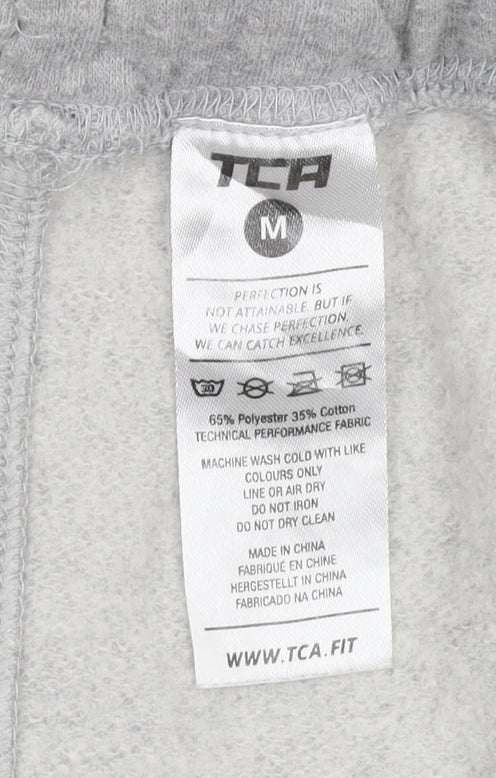 TCA
M
PERFECTION IS
NOT ATTAINABLE. BUT IF
WE CHASE PERFECTION,
WE CAN CATCH EXCELLENCE.
30
65% Polyester 35% Cotton
TECHNICAL PERFORMANCE FABRIC
MACHINE WASH COLD WITH LIKE
COLOURS ONLY
LINE OR AIR DRY
DO NOT IRON
DO NOT DRY CLEAN
MADE IN CHINA
FABRIQUÉ EN CHINE
HERGESTELLT IN CHINA
FABRICADO NA CHINA
WWW.TCA.FIT